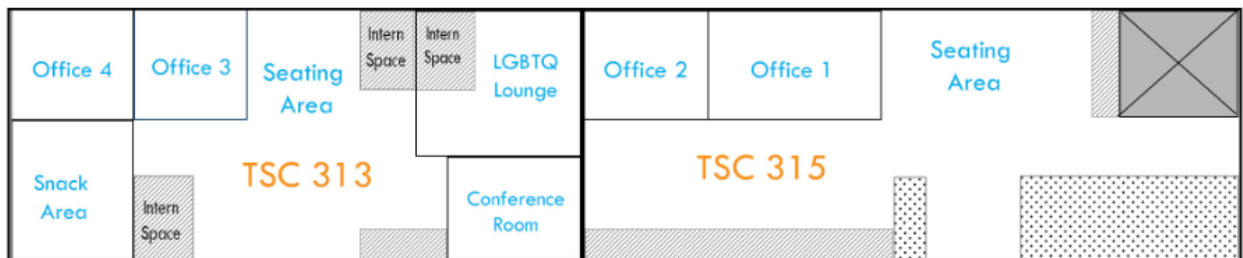 Office 4
Office 3
Seating
Area
Intern
Space
Intern
Space
LGBTQ
Lounge
Office 2
Office 1
Seating
Area
Snack
Area
Intern
Space
TSC 313
Conference
Room
TSC 315